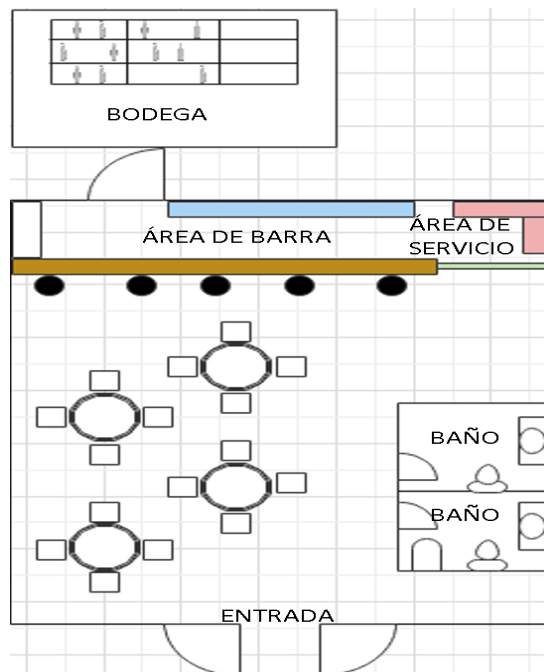 BODEGA
ÁREA DE BARRA
ÁREA DE
SERVICIO
BAÑO
BAÑO
ENTRADA